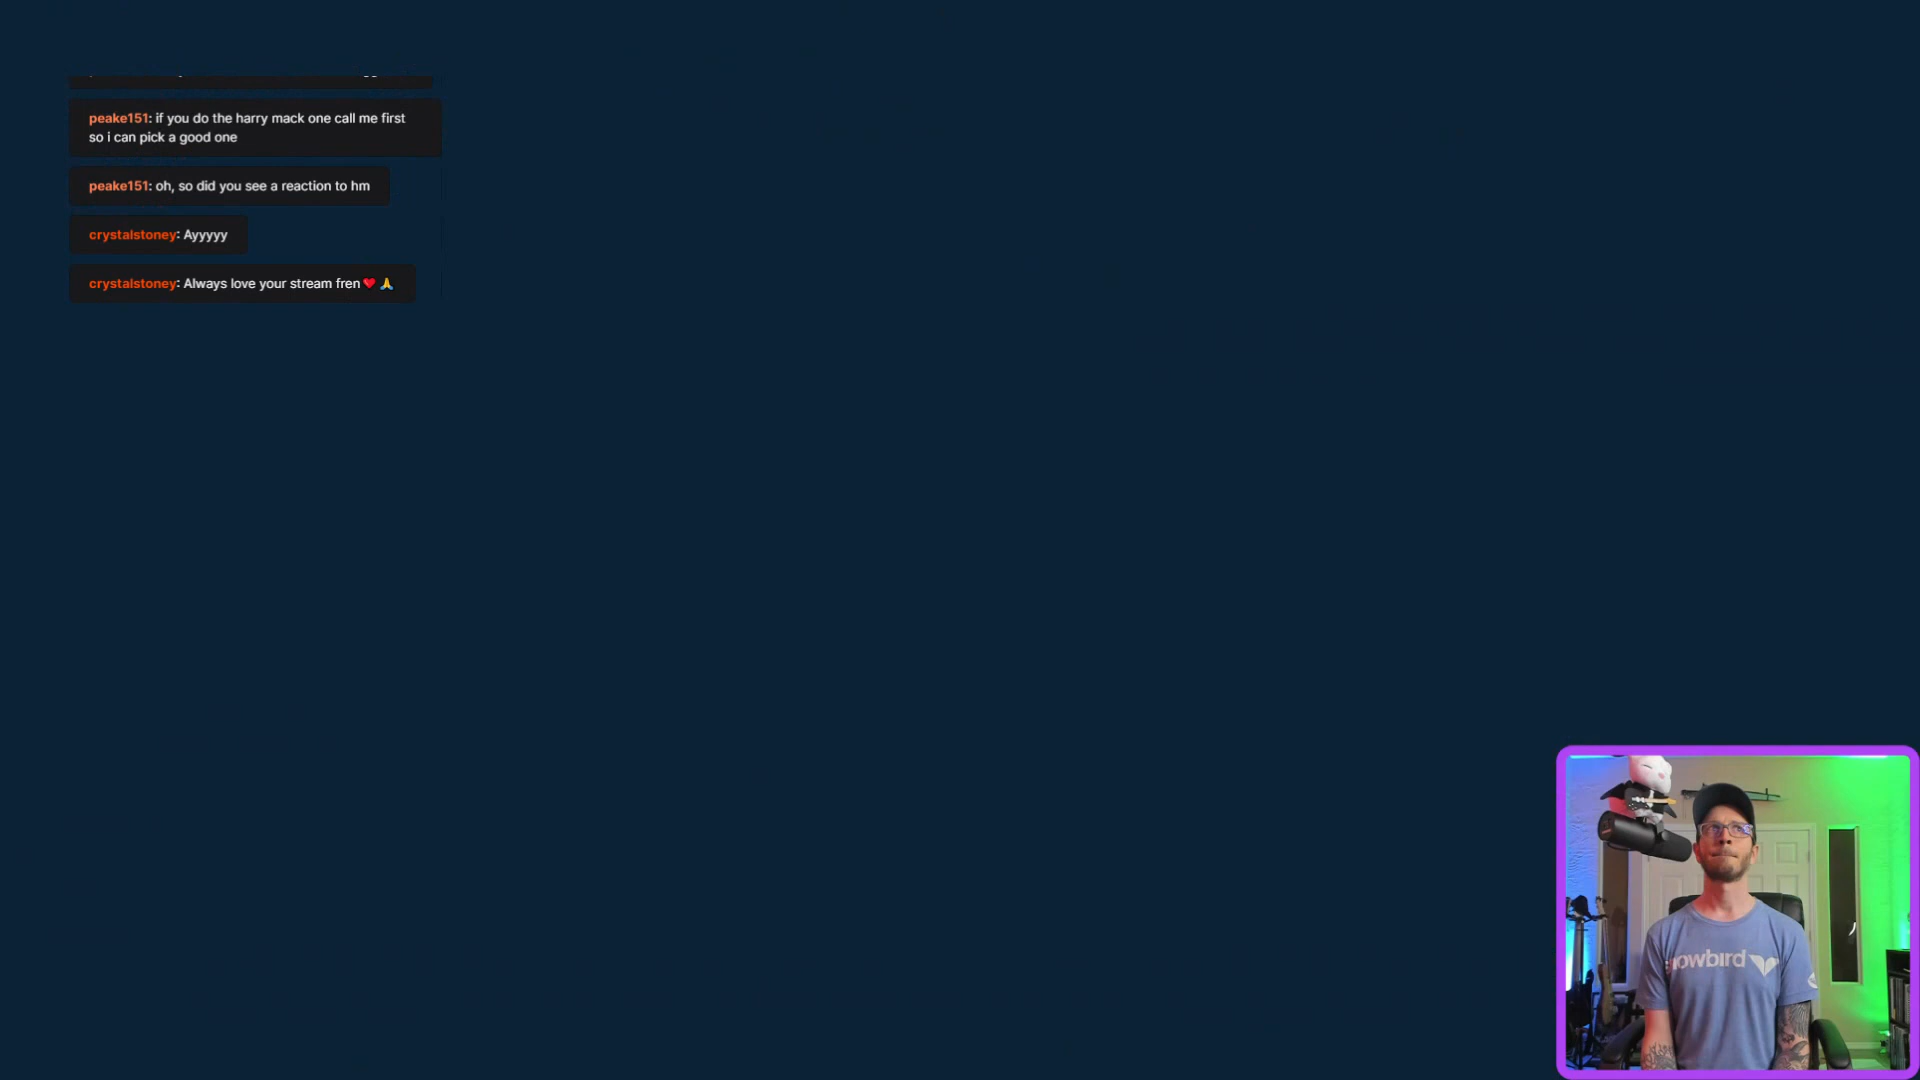 peake151: if you do the harry mack one call me first
so i can pick a good one
peake151: oh, so did you see a reaction to hm
crystalstoney: Ayyyyy
crystalstoney: Always love your stream fren❤️🙏